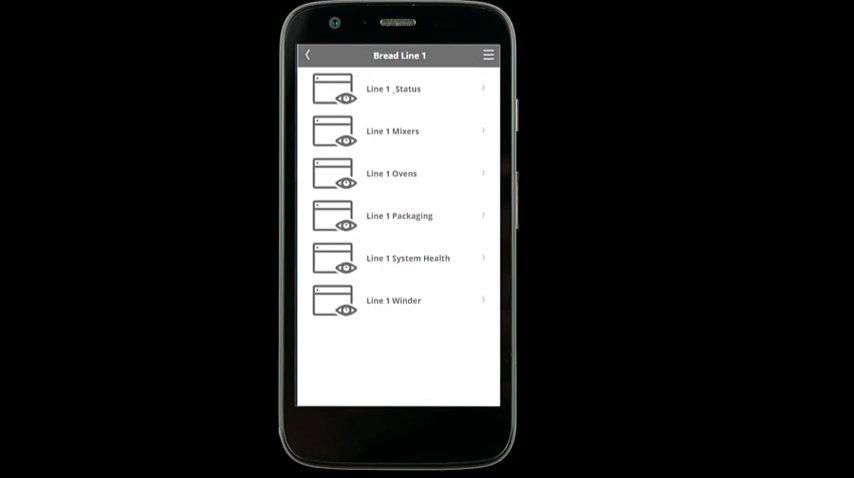 Bread Line 1
Line 1 _Status
Line 1 Mixers
Line 1 Ovens
Line 1 Packaging
Line 1 System Health
Line 1 Winder